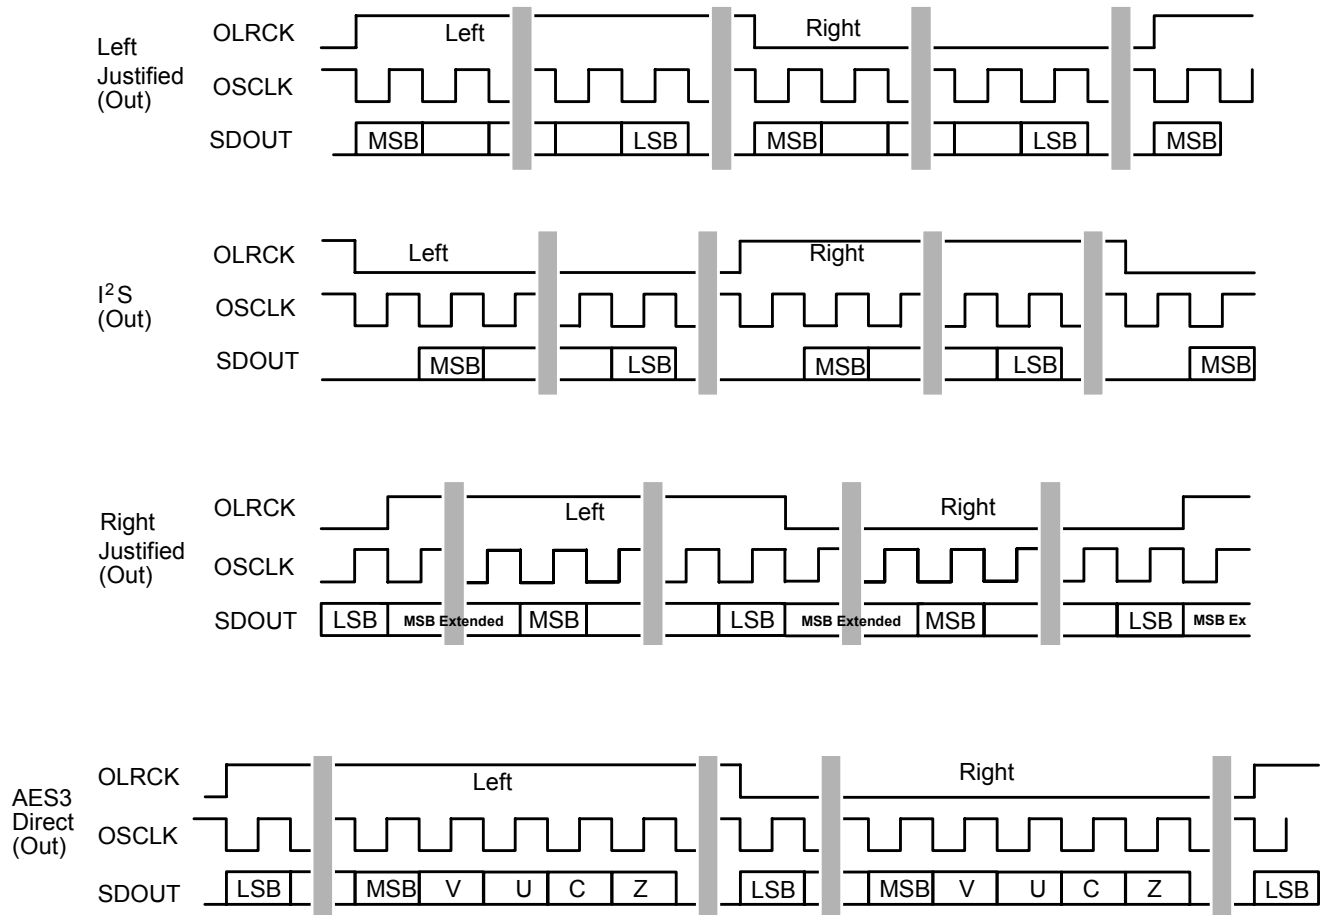 Left
Justified
(Out)
OLRCK Left Right
OSCLK
SDOUT MSB LSB MSB LSB MSB
I²S
(Out)
OLRCK Left Right
OSCLK
SDOUT MSB LSB MSB LSB MSB
Right
Justified
(Out)
OLRCK Left Right
OSCLK
SDOUT LSB MSB Extended MSB LSB MSB Extended MSB LSB MSB Ex
AES3
Direct
(Out)
OLRCK Left Right
OSCLK
SDOUT LSB MSB V U C Z LSB MSB V U C Z LSB